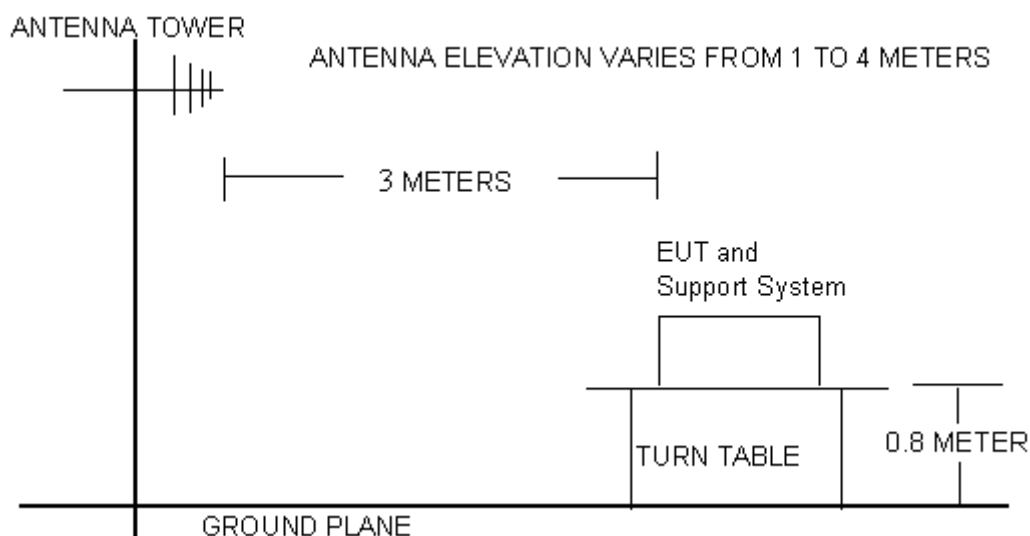 ANTENNA TOWER
ANTENNA ELEVATION VARIES FROM 1 TO 4 METERS
3 METERS
EUT and
Support System
TURN TABLE
0.8 METER
GROUND PLANE